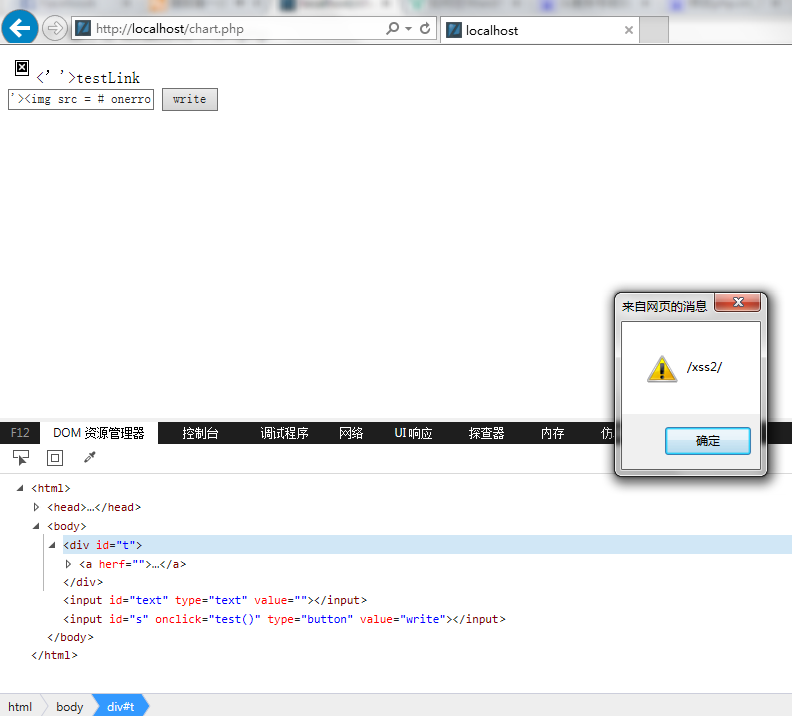 http://localhost/chart.php
localhost
<' '>testLink
'><img src = # onerro
write
来自网页的消息
/xss2/
确定
F12 DOM 资源管理器 控制台 调试程序 网络 UI 响应 探查器 内存 仿
<html>
<head>…</head>
<body>
<div id="t">
<a herf="">…</a>
</div>
<input id="text" type="text" value=""></input>
<input id="s" onclick="test()" type="button" value="write"></input>
</body>
</html>
html body div#t